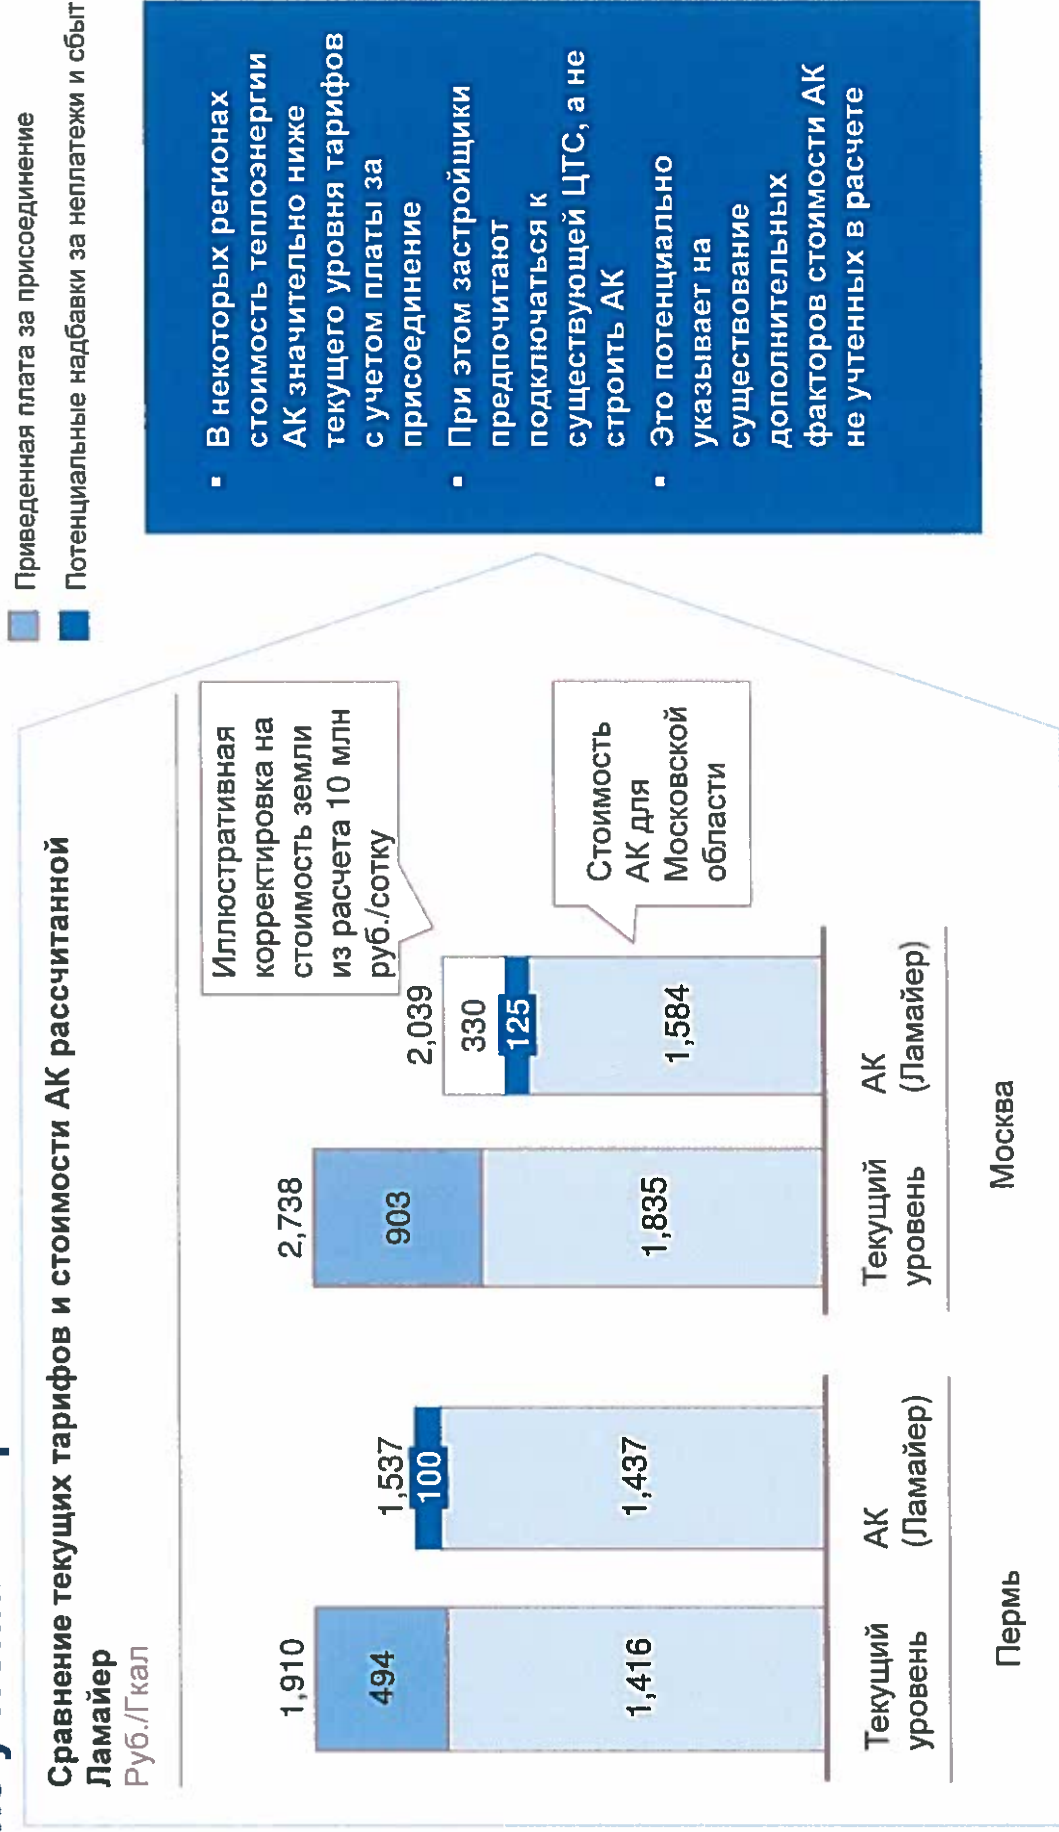 Приведенная плата за присоединение
Потенциальные надбавки за неплатежи и сбыт
Сравнение текущих тарифов и стоимости АК рассчитанной
Ламайер
Руб./Гкал
1,910
494
1,416
Текущий
уровень
1,537
100
1,437
АК
(Ламайер)
Пермь
2,738
903
1,835
Текущий
уровень
2,039
330
125
1,584
АК
(Ламайер)
Москва
Иллюстративная
корректировка на
стоимость земли
из расчета 10 млн
руб./сотку
Стоимость
АК для
Московской
области
▪ В некоторых регионах
стоимость теплоэнергии
АК значительно ниже
текущего уровня тарифов
с учетом платы за
присоединение
▪ При этом застройщики
предпочитают
подключаться к
существующей ЦТС, а не
строить АК
▪ Это потенциально
указывает на
существование
дополнительных
факторов стоимости АК
не учтенных в расчете